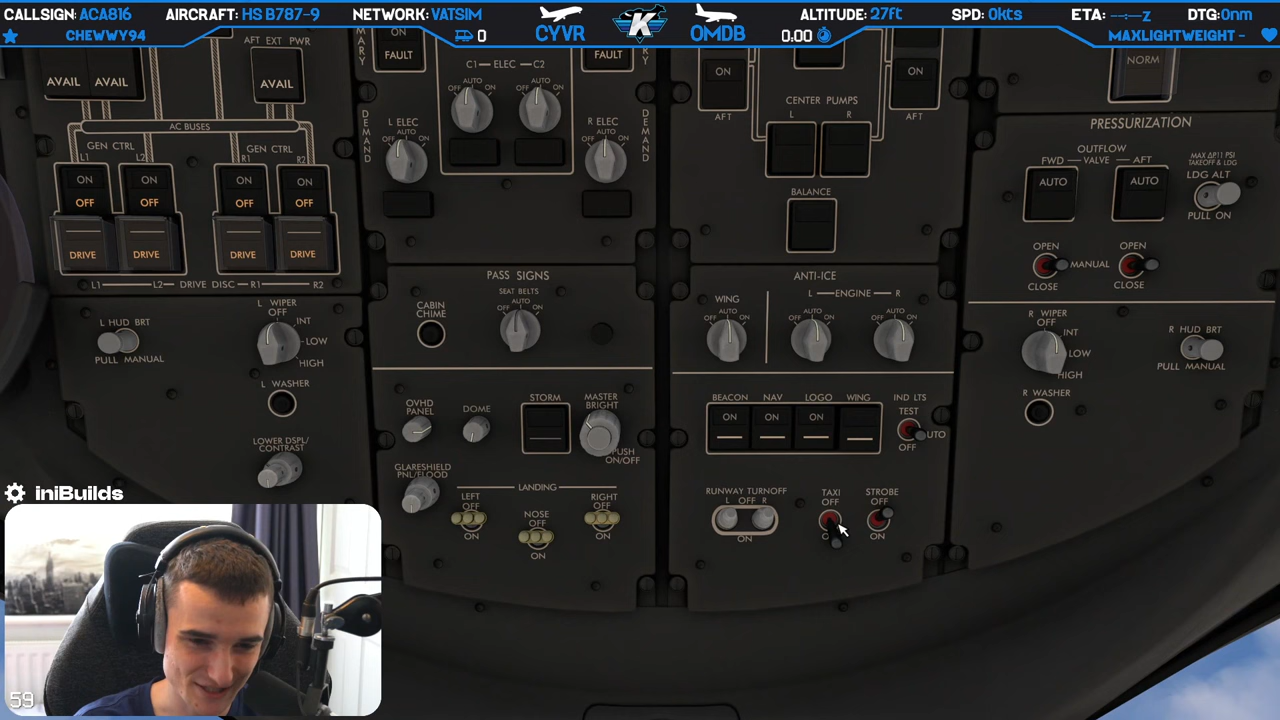 CALLSIGN: ACA816
AIRCRAFT: HS B787-9
NETWORK: VATSIM
0
CYVR
K
OMDB
0.00
ALTITUDE: 27ft
SPD: 0kts
ETA: --:--z
DTG: 0nm
CHEWWY94
MAXLIGHTWEIGHT -
AFT EXT PWR
AVAIL
AVAIL
AVAIL
AC BUSES
GEN CTRL
L1
L2
GEN CTRL
R1
R2
ON
OFF
ON
OFF
ON
OFF
ON
OFF
DRIVE
DRIVE
DRIVE
DRIVE
L1 L2 DRIVE DISC R1 R2
ON
FAULT
FAULT
C1 ELEC C2
OFF AUTO ON
OFF AUTO ON
DEMAND
L ELEC
OFF AUTO ON
R ELEC
OFF AUTO ON
DEMAND
ON
AFT
CENTER PUMPS
L
R
ON
AFT
BALANCE
NORM
PRESSURIZATION
OUTFLOW
FWD VALVE AFT
AUTO
AUTO
MAX ΔP.11 PSI
TAKEOFF & LDG
LDG ALT
PULL ON
OPEN
CLOSE
MANUAL
OPEN
CLOSE
L HUD BRT
PULL MANUAL
L WIPER
OFF
INT
LOW
HIGH
L WASHER
LOWER DSPL/
CONTRAST
PASS SIGNS
CABIN
CHIME
SEAT BELTS
OFF AUTO ON
ANTI-ICE
WING
OFF AUTO ON
L ENGINE R
OFF AUTO ON
OFF AUTO ON
R WIPER
OFF
INT
LOW
HIGH
R WASHER
R HUD BRT
PULL MANUAL
OVHD
PANEL
DOME
STORM
MASTER
BRIGHT
PUSH
ON/OFF
GLARESHIELD
PNL/FLOOD
LANDING
LEFT
OFF
ON
NOSE
OFF
ON
RIGHT
OFF
ON
BEACON
NAV
LOGO
WING
ON
ON
ON
IND LTS
TEST
AUTO
OFF
RUNWAY TURNOFF
L OFF R
ON
TAXI
OFF
STROBE
OFF
ON
iniBuilds
59